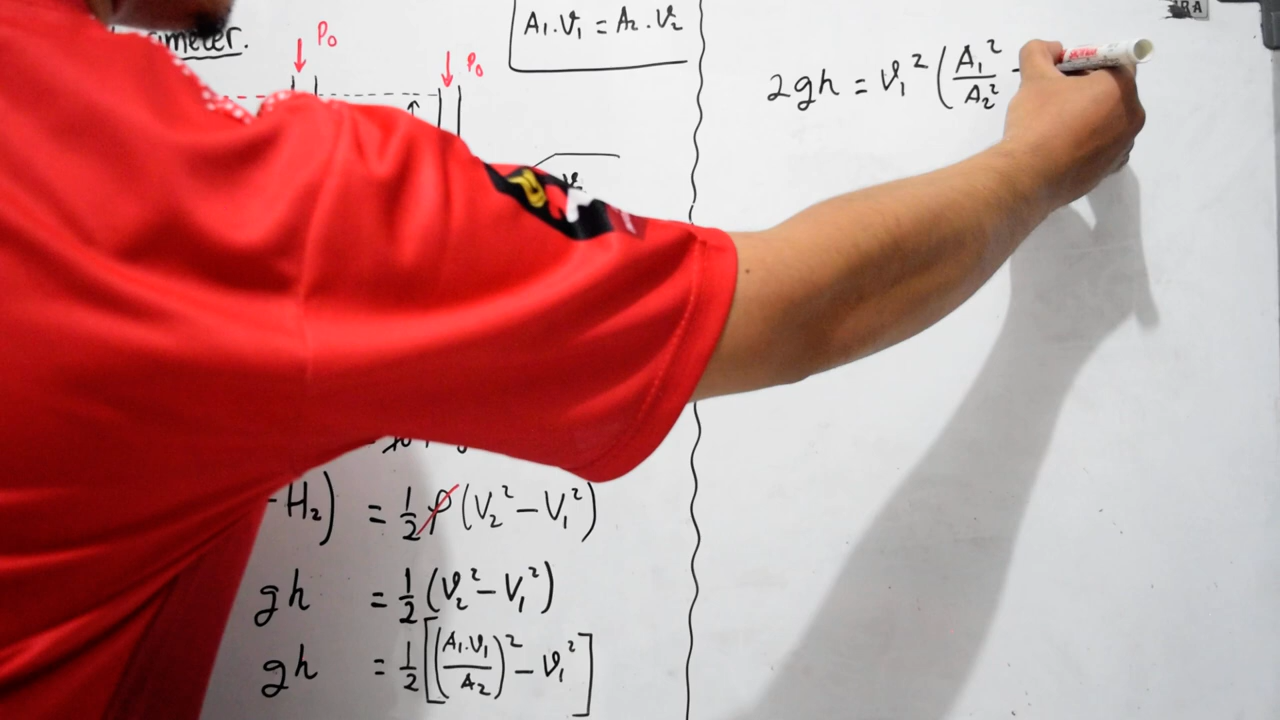 P₀
P₀
A₁.v₁ = A₂.v₂
-H₂) = 1/2 ρ (V₂² - V₁²)
gh = 1/2 (v₂² - V₁²)
gh = 1/2 [(A₁.v₁/A₂)² - v₁²]
2gh = v₁² (A₁²/A₂² -